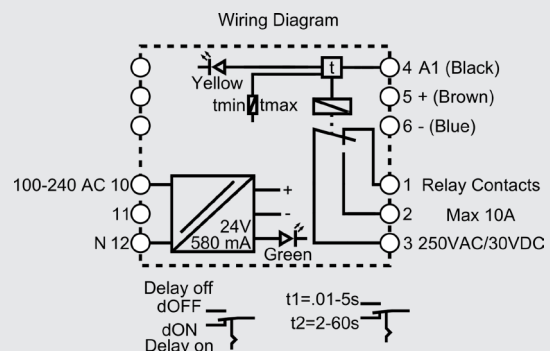 Wiring Diagram
4 A1 (Black)
Yellow
t
tmin tmax
5 + (Brown)
6 - (Blue)
100-240 AC 10
+
1 Relay Contacts
11
-
2 Max 10A
24V
N 12
580 mA
3 250VAC/30VDC
Green
Delay off
dOFF
t1=.01-5s
dON
t2=2-60s
Delay on